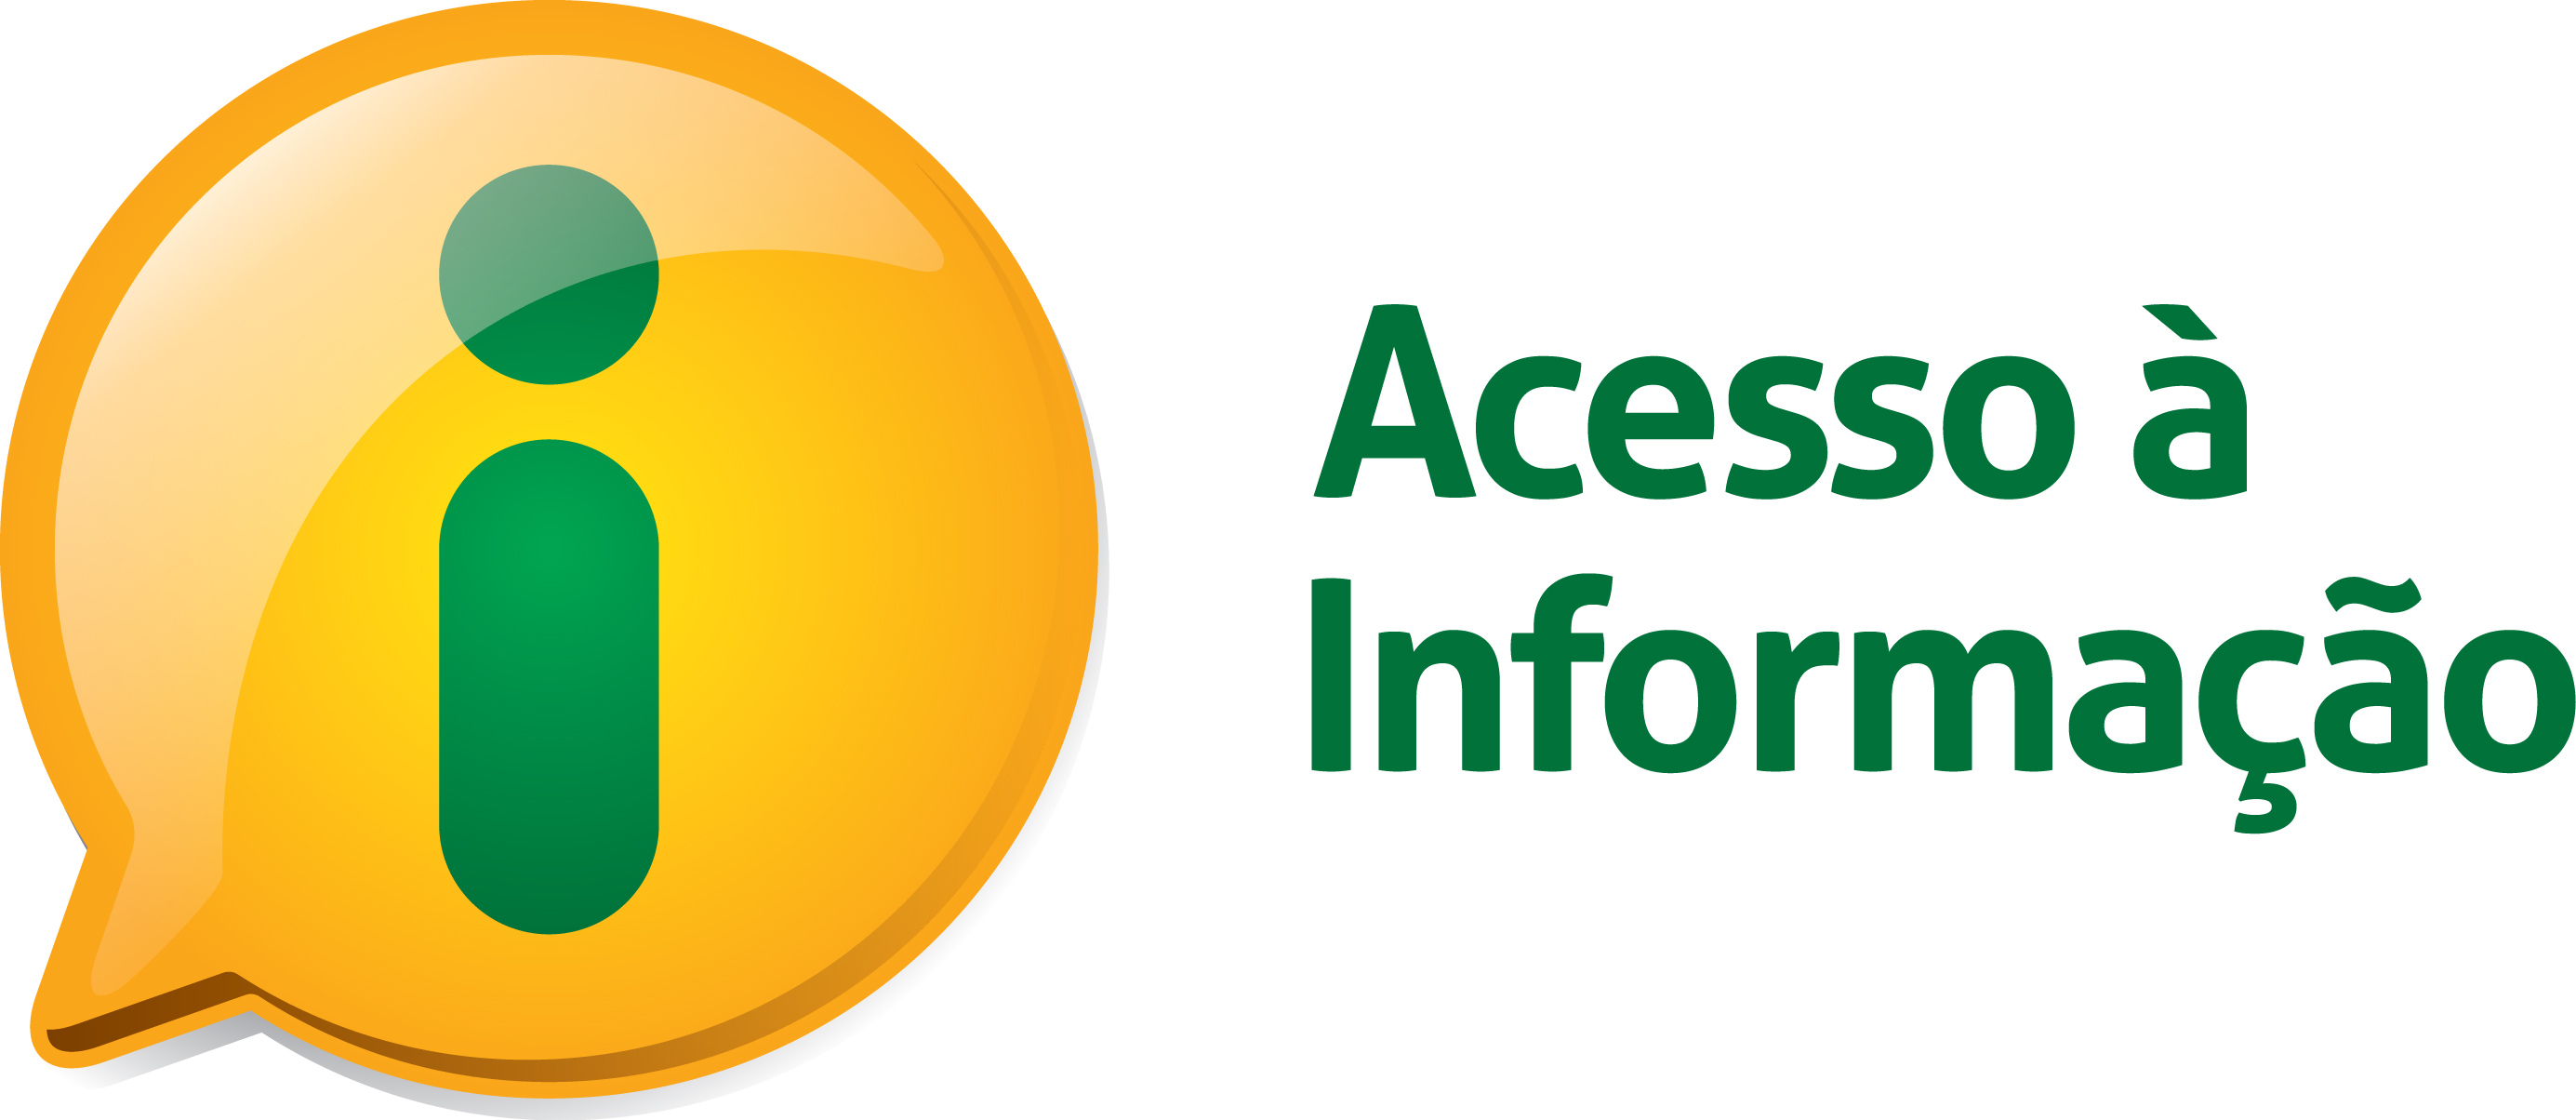 Acesso à
Informação